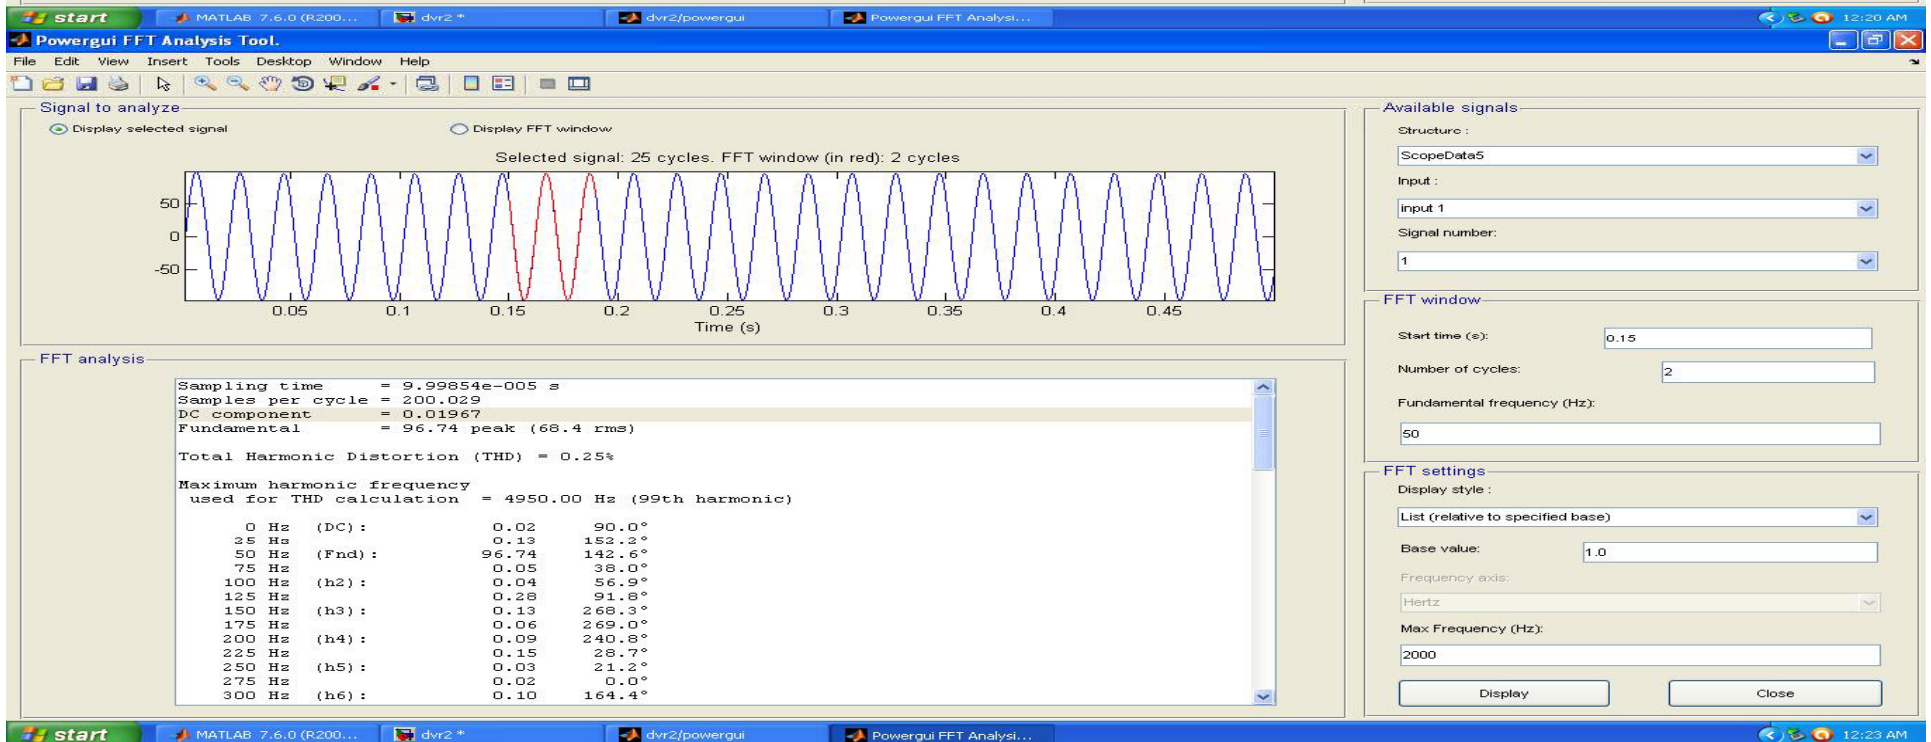 start MATLAB 7.6.0 (R200... dvr2 * dvr2/powergui Powergui FFT Analysi... 12:20 AM
Powergui FFT Analysis Tool.
File Edit View Insert Tools Desktop Window Help
Signal to analyze
Display selected signal Display FFT window
Selected signal: 25 cycles. FFT window (in red): 2 cycles
50
0
-50
0.05 0.1 0.15 0.2 0.25 0.3 0.35 0.4 0.45
Time (s)
FFT analysis
Sampling time = 9.99854e-005 s
Samples per cycle = 200.029
DC component = 0.01967
Fundamental = 96.74 peak (68.4 rms)
Total Harmonic Distortion (THD) = 0.25%
Maximum harmonic frequency
used for THD calculation = 4950.00 Hz (99th harmonic)
0 Hz (DC): 0.02 90.0°
25 Hz 0.13 152.2°
50 Hz (Fnd): 96.74 142.6°
75 Hz 0.05 38.0°
100 Hz (h2): 0.04 56.9°
125 Hz 0.28 91.8°
150 Hz (h3): 0.13 268.3°
175 Hz 0.06 269.0°
200 Hz (h4): 0.09 240.8°
225 Hz 0.15 28.7°
250 Hz (h5): 0.03 21.2°
275 Hz 0.02 0.0°
300 Hz (h6): 0.10 164.4°
Available signals
Structure :
ScopeData5
Input :
input 1
Signal number:
1
FFT window
Start time (s): 0.15
Number of cycles: 2
Fundamental frequency (Hz):
50
FFT settings
Display style :
List (relative to specified base)
Base value: 1.0
Frequency axis:
Hertz
Max Frequency (Hz):
2000
Display Close
start MATLAB 7.6.0 (R200... dvr2 * dvr2/powergui Powergui FFT Analysi... 12:23 AM